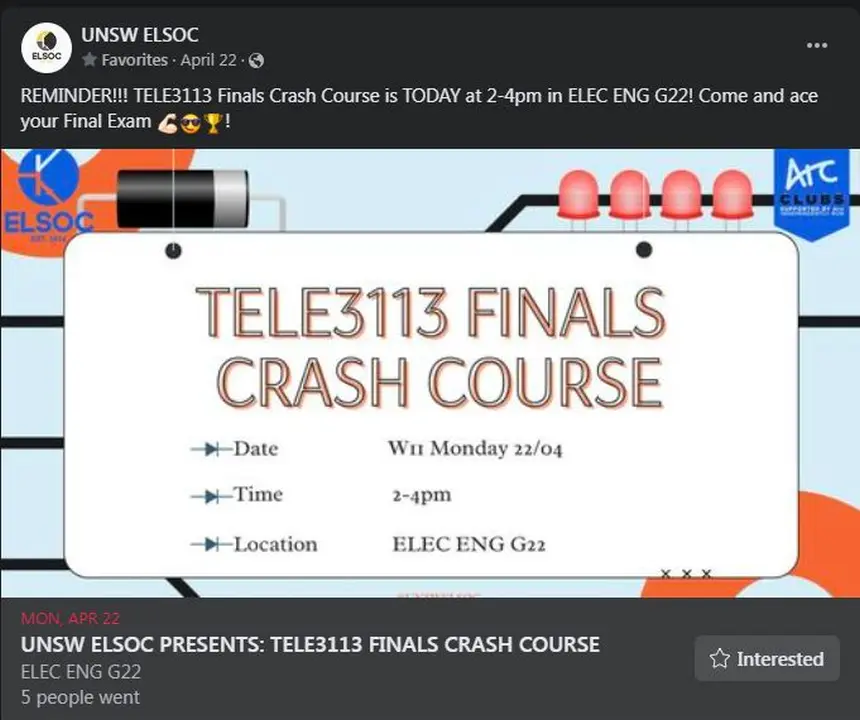 UNSW ELSOC
Favorites · April 22 ·
REMINDER!!! TELE3113 Finals Crash Course is TODAY at 2-4pm in ELEC ENG G22! Come and ace
your Final Exam 💪🏻😎🏆!
ELSOC
ELSOC
Arc
CLUBS
TELE3113 FINALS
CRASH COURSE
Date W11 Monday 22/04
Time 2-4pm
Location ELEC ENG G22
MON, APR 22
UNSW ELSOC PRESENTS: TELE3113 FINALS CRASH COURSE
ELEC ENG G22
5 people went
Interested